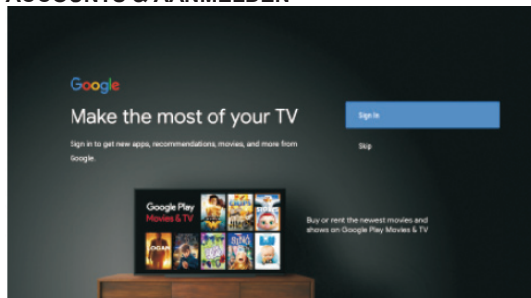 ACCOUNTS & AANMELDEN
Google
Make the most of your TV
Sign in to get new apps, recommendations, movies, and more from
Google.
Sign In
Skip
Google Play
Movies & TV
LOGAN
SING
Buy or rent the newest movies and
shows on Google Play Movies & TV